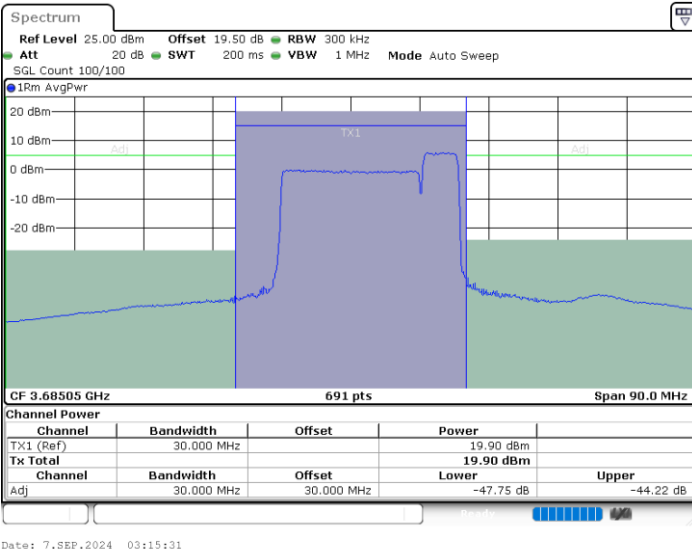 Spectrum
Ref Level 25.00 dBm Offset 19.50 dB RBW 300 kHz
Att 20 dB SWT 200 ms VBW 1 MHz Mode Auto Sweep
SGL Count 100/100
1Rm AvgPwr
20 dBm
TX1
10 dBm
Adj Adj
0 dBm
-10 dBm
-20 dBm
CF 3.68505 GHz 691 pts Span 90.0 MHz
Channel Power
Channel Bandwidth Offset Power
TX1 (Ref) 30.000 MHz 19.90 dBm
Tx Total 19.90 dBm
Channel Bandwidth Offset Lower Upper
Adj 30.000 MHz 30.000 MHz -47.75 dB -44.22 dB
Ready
Date: 7.SEP.2024 03:15:31